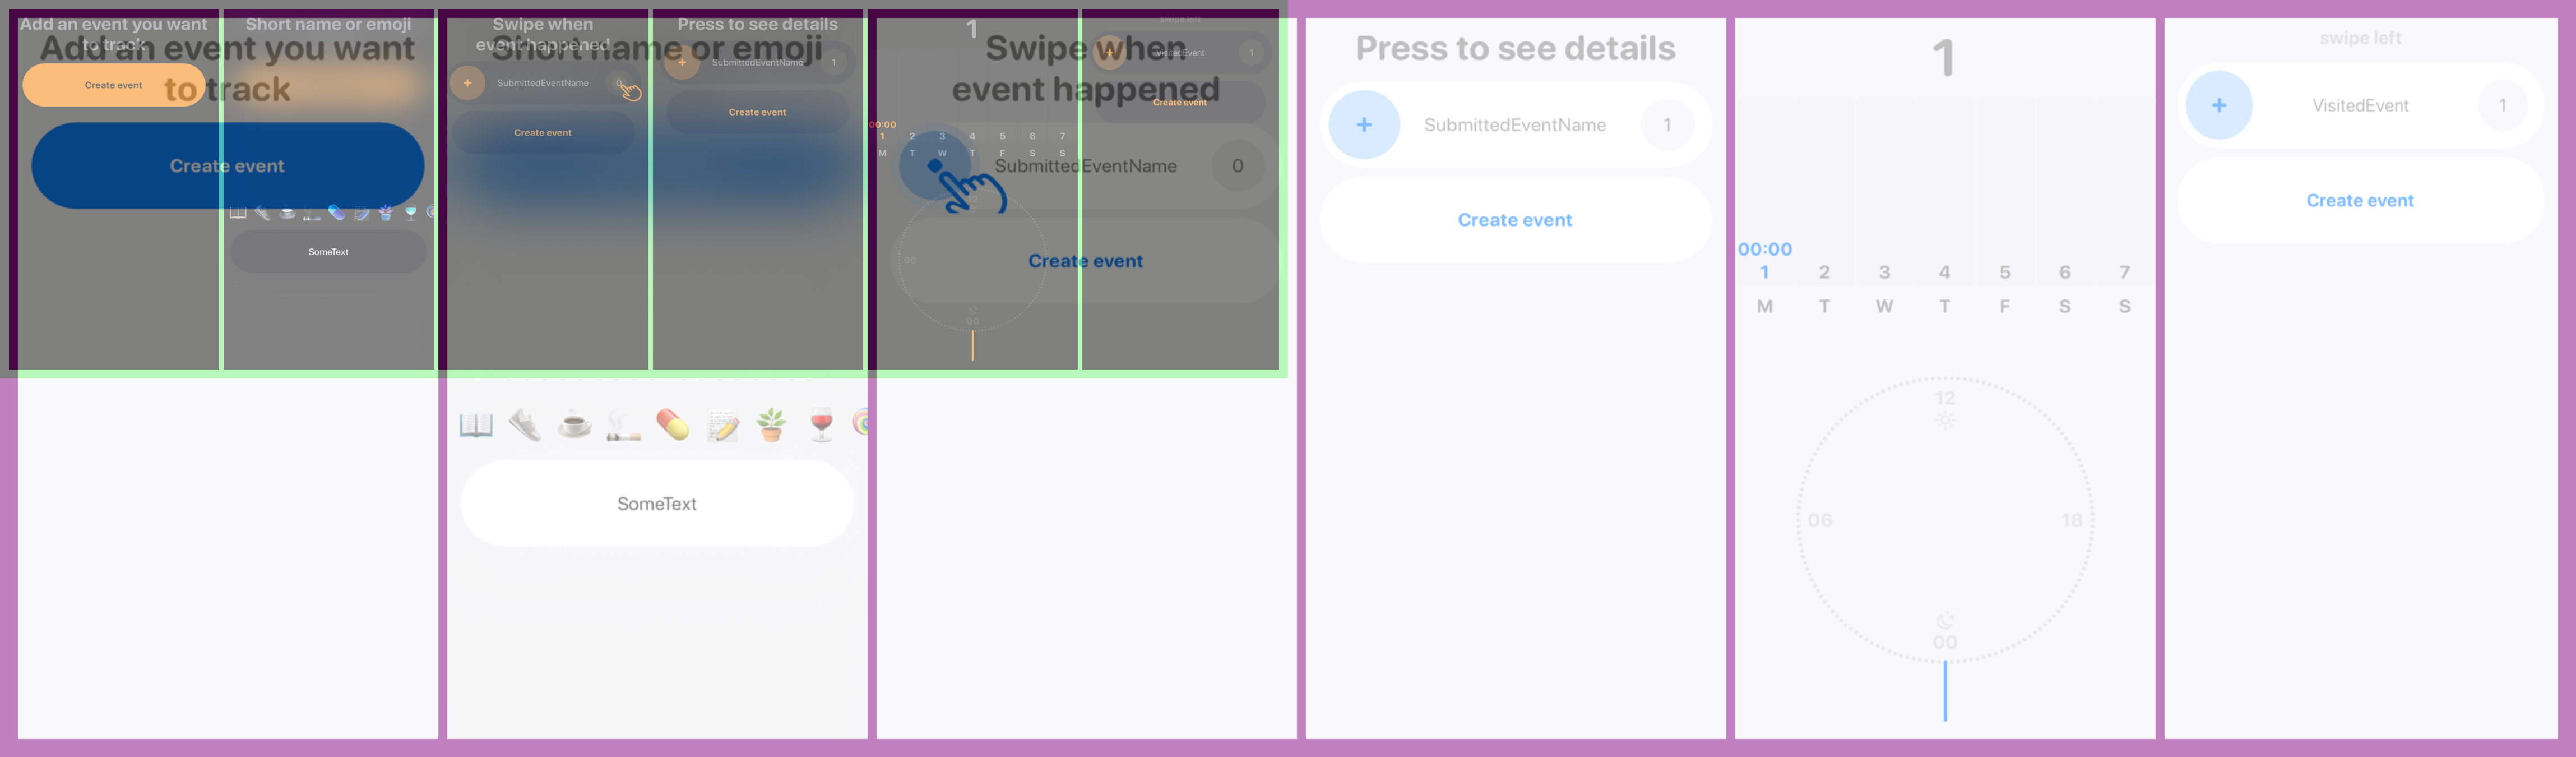 Add an event you want
to track
Create event
Short name or emoji
SomeText
Swipe when
event happened
SubmittedEventName
0
Create event
Press to see details
SubmittedEventName
1
Create event
1
00:00
1 2 3 4 5 6 7
M T W T F S S
12
06
00
swipe left
VisitedEvent
1
Create event
Add an event you want
to track
Create event
Short name or emoji
SomeText
Swipe when
event happened
SubmittedEventName
0
Create event
Press to see details
SubmittedEventName
1
Create event
1
00:00
1 2 3 4 5 6 7
M T W T F S S
12
06 18
00
swipe left
VisitedEvent
1
Create event